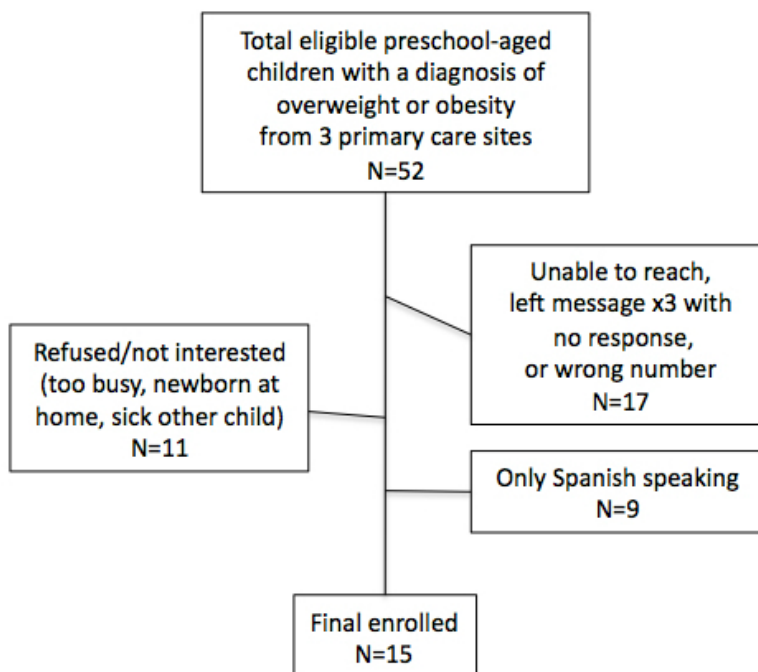 Total eligible preschool-aged
children with a diagnosis of
overweight or obesity
from 3 primary care sites
N=52
Unable to reach,
left message x3 with
no response,
or wrong number
N=17
Refused/not interested
(too busy, newborn at
home, sick other child)
N=11
Only Spanish speaking
N=9
Final enrolled
N=15